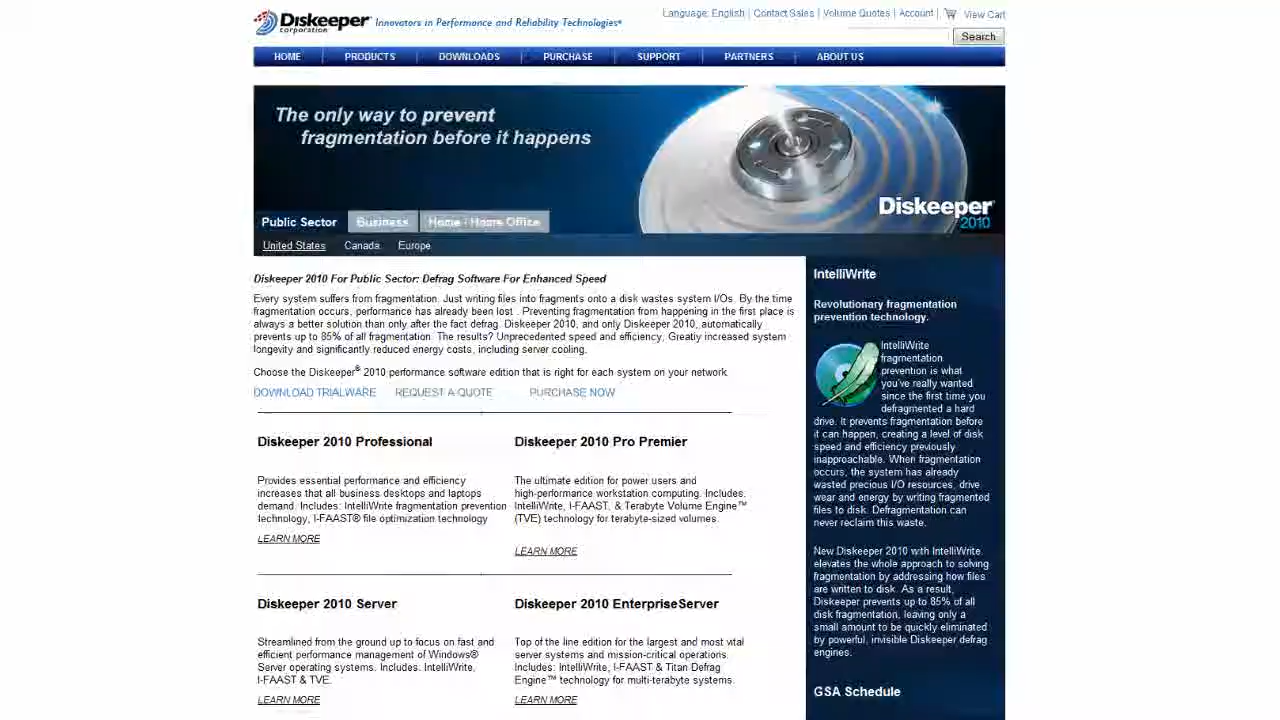 Diskeeper
corporation
Innovators in Performance and Reliability Technologies®
Language: English | Contact Sales | Volume Quotes | Account | View Cart
Search
HOME PRODUCTS DOWNLOADS PURCHASE SUPPORT PARTNERS ABOUT US
The only way to prevent
fragmentation before it happens
Diskeeper
2010
Public Sector Business Home / Home Office
United States Canada Europe
Diskeeper 2010 For Public Sector: Defrag Software For Enhanced Speed
Every system suffers from fragmentation. Just writing files into fragments onto a disk wastes system I/Os. By the time
fragmentation occurs, performance has already been lost . Preventing fragmentation from happening in the first place is
always a better solution than only after the fact defrag. Diskeeper 2010, and only Diskeeper 2010, automatically
prevents up to 85% of all fragmentation. The results? Unprecedented speed and efficiency, Greatly increased system
longevity and significantly reduced energy costs, including server cooling.
Choose the Diskeeper® 2010 performance software edition that is right for each system on your network.
DOWNLOAD TRIALWARE REQUEST A QUOTE PURCHASE NOW
Diskeeper 2010 Professional
Provides essential performance and efficiency
increases that all business desktops and laptops
demand. Includes: IntelliWrite fragmentation prevention
technology, I-FAAST® file optimization technology
LEARN MORE
Diskeeper 2010 Pro Premier
The ultimate edition for power users and
high-performance workstation computing. Includes:
IntelliWrite, I-FAAST, & Terabyte Volume Engine™
(TVE) technology for terabyte-sized volumes.
LEARN MORE
Diskeeper 2010 Server
Streamlined from the ground up to focus on fast and
efficient performance management of Windows®
Server operating systems. Includes: IntelliWrite,
I-FAAST & TVE.
LEARN MORE
Diskeeper 2010 EnterpriseServer
Top of the line edition for the largest and most vital
server systems and mission-critical operations.
Includes: IntelliWrite, I-FAAST & Titan Defrag
Engine™ technology for multi-terabyte systems.
LEARN MORE
IntelliWrite
Revolutionary fragmentation
prevention technology.
IntelliWrite
fragmentation
prevention is what
you've really wanted
since the first time you
defragmented a hard
drive. It prevents fragmentation before
it can happen, creating a level of disk
speed and efficiency previously
inapproachable. When fragmentation
occurs, the system has already
wasted precious I/O resources, drive
wear and energy by writing fragmented
files to disk. Defragmentation can
never reclaim this waste.
New Diskeeper 2010 with IntelliWrite,
elevates the whole approach to solving
fragmentation by addressing how files
are written to disk. As a result,
Diskeeper prevents up to 85% of all
disk fragmentation, leaving only a
small amount to be quickly eliminated
by powerful, invisible Diskeeper defrag
engines.
GSA Schedule